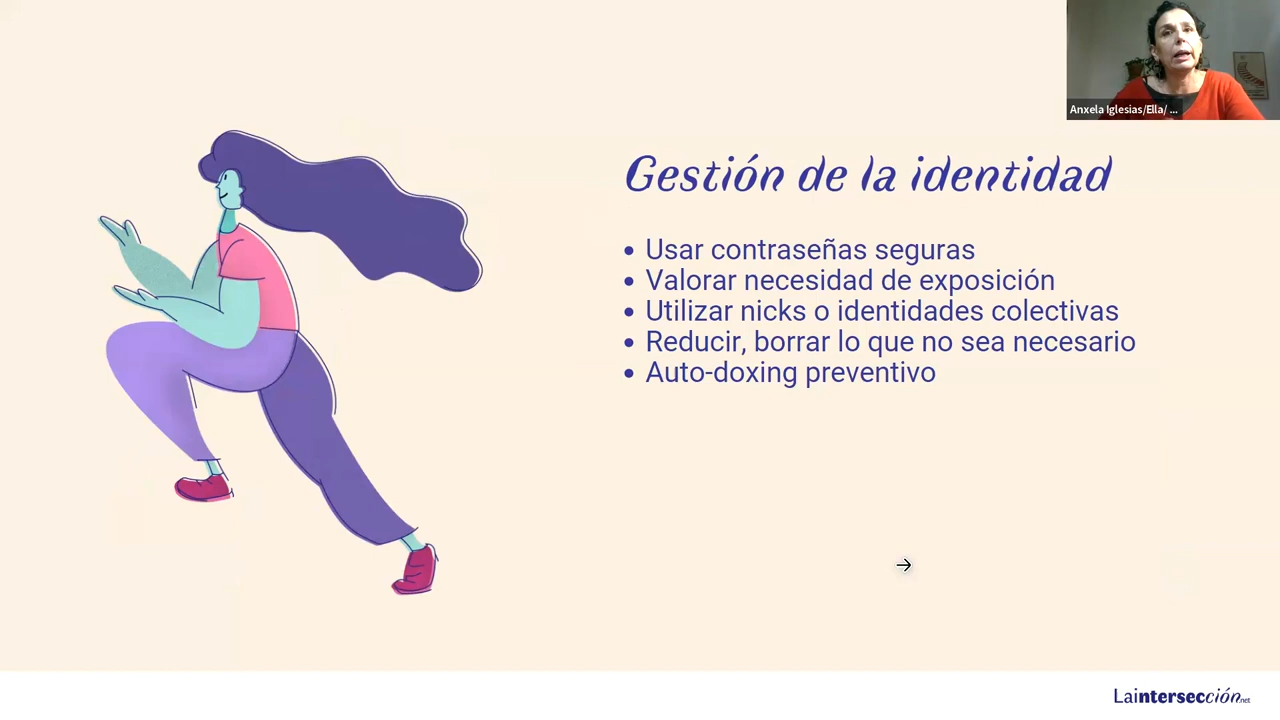 Anxela Iglesias/Ella/ ...
Gestión de la identidad
• Usar contraseñas seguras
• Valorar necesidad de exposición
• Utilizar nicks o identidades colectivas
• Reducir, borrar lo que no sea necesario
• Auto-doxing preventivo
Laintersección.net